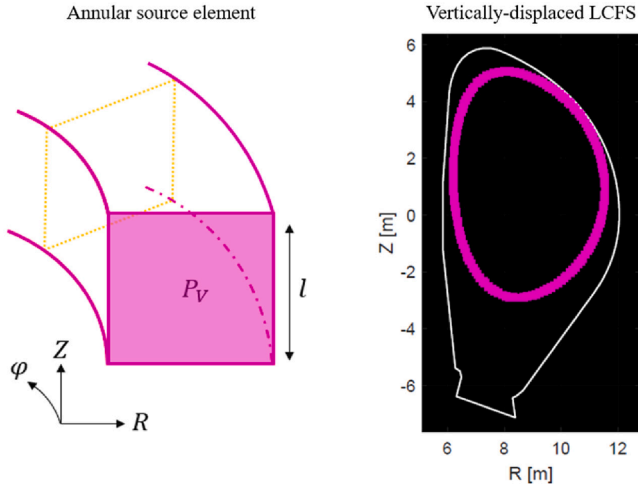 Annular source element
Vertically-displaced LCFS
P_V
l
Z
φ
R
6
4
2
0
-2
-4
-6
Z [m]
6 8 10 12
R [m]